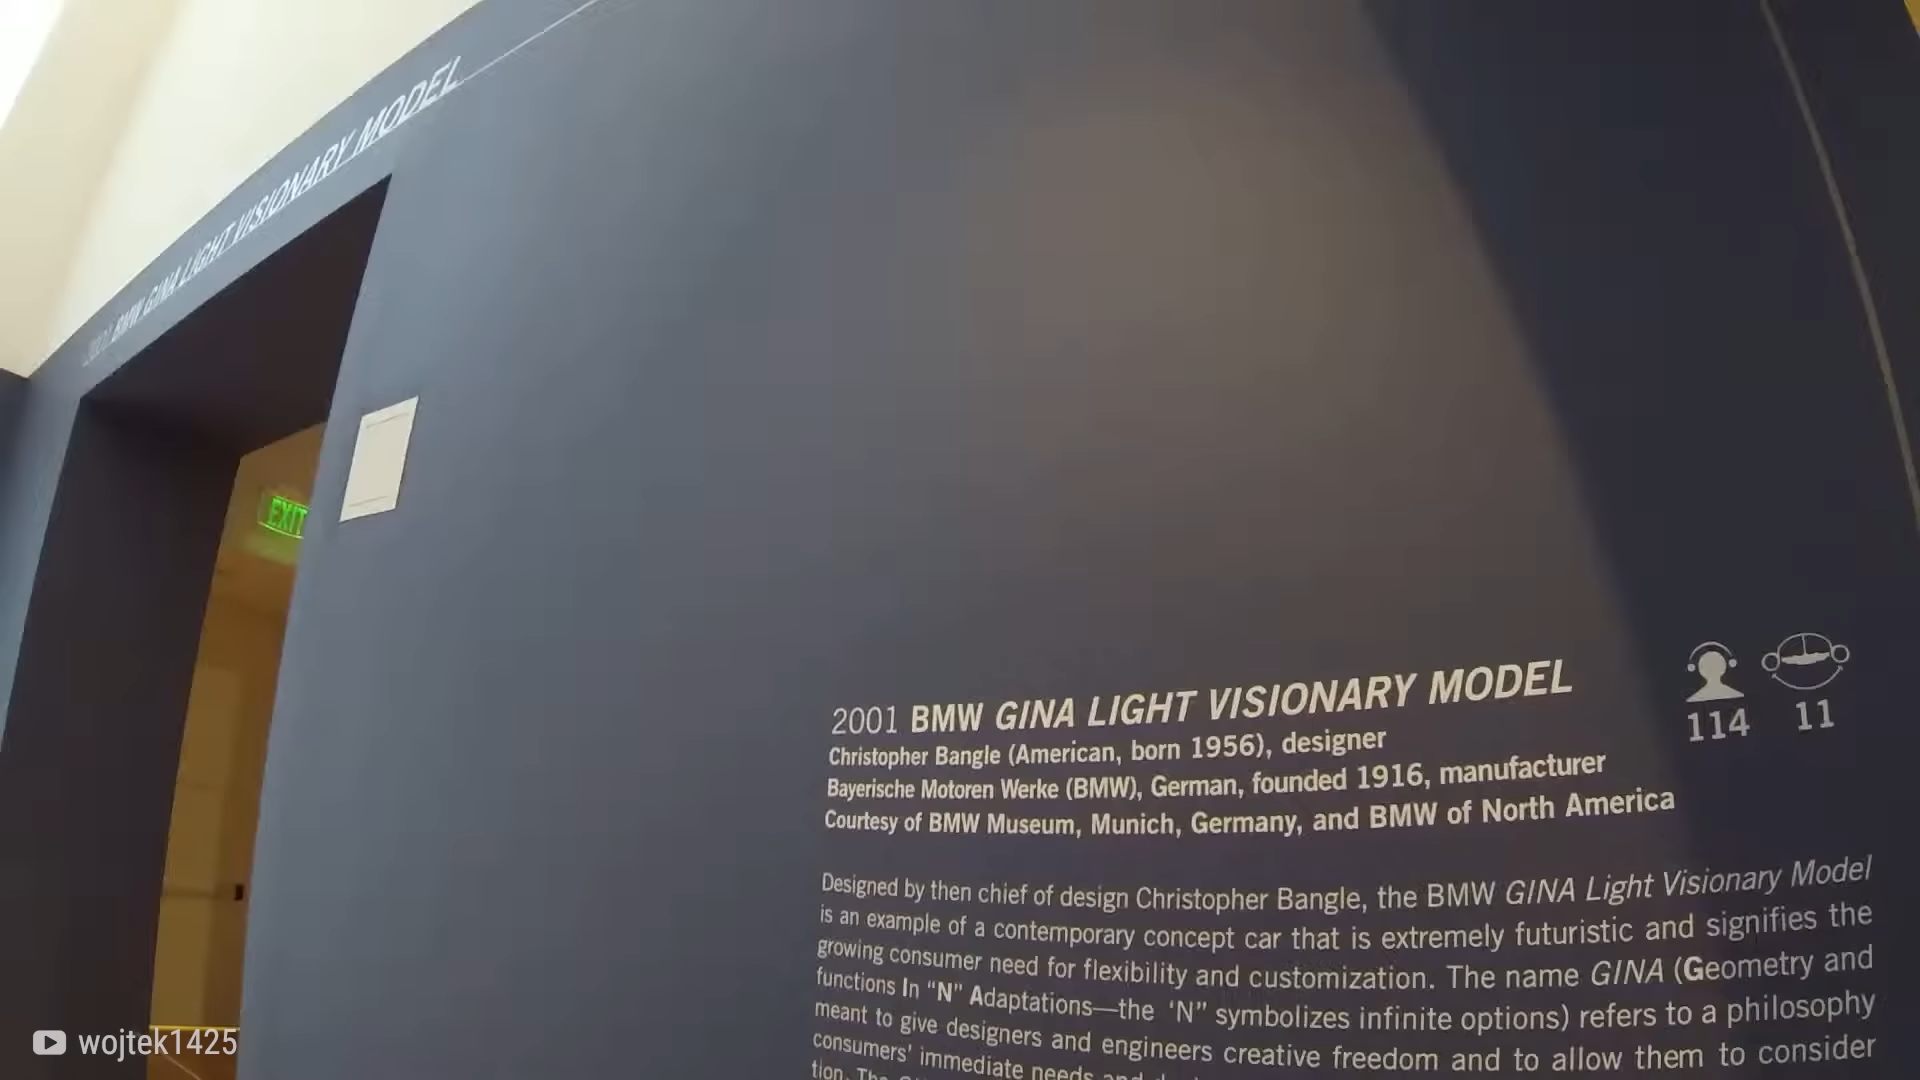 2001 BMW GINA LIGHT VISIONARY MODEL
EXIT
2001 BMW GINA LIGHT VISIONARY MODEL
114 11
Christopher Bangle (American, born 1956), designer
Bayerische Motoren Werke (BMW), German, founded 1916, manufacturer
Courtesy of BMW Museum, Munich, Germany, and BMW of North America
Designed by then chief of design Christopher Bangle, the BMW GINA Light Visionary Model
is an example of a contemporary concept car that is extremely futuristic and signifies the
growing consumer need for flexibility and customization. The name GINA (Geometry and
functions In “N” Adaptations—the ‘N” symbolizes infinite options) refers to a philosophy
meant to give designers and engineers creative freedom and to allow them to consider
consumers' immediate needs and
tion. The
wojtek1425